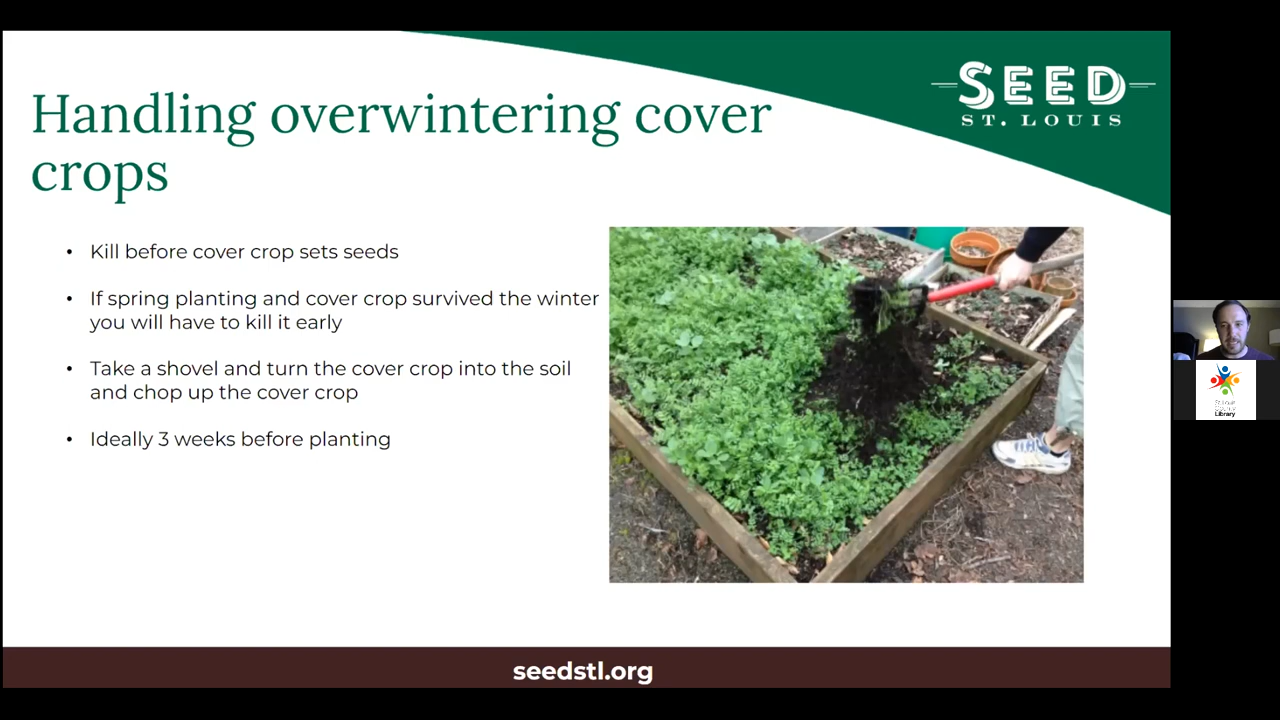 SEED
ST. LOUIS
Handling overwintering cover
crops
• Kill before cover crop sets seeds
• If spring planting and cover crop survived the winter
you will have to kill it early
• Take a shovel and turn the cover crop into the soil
and chop up the cover crop
• Ideally 3 weeks before planting
Library
seedstl.org